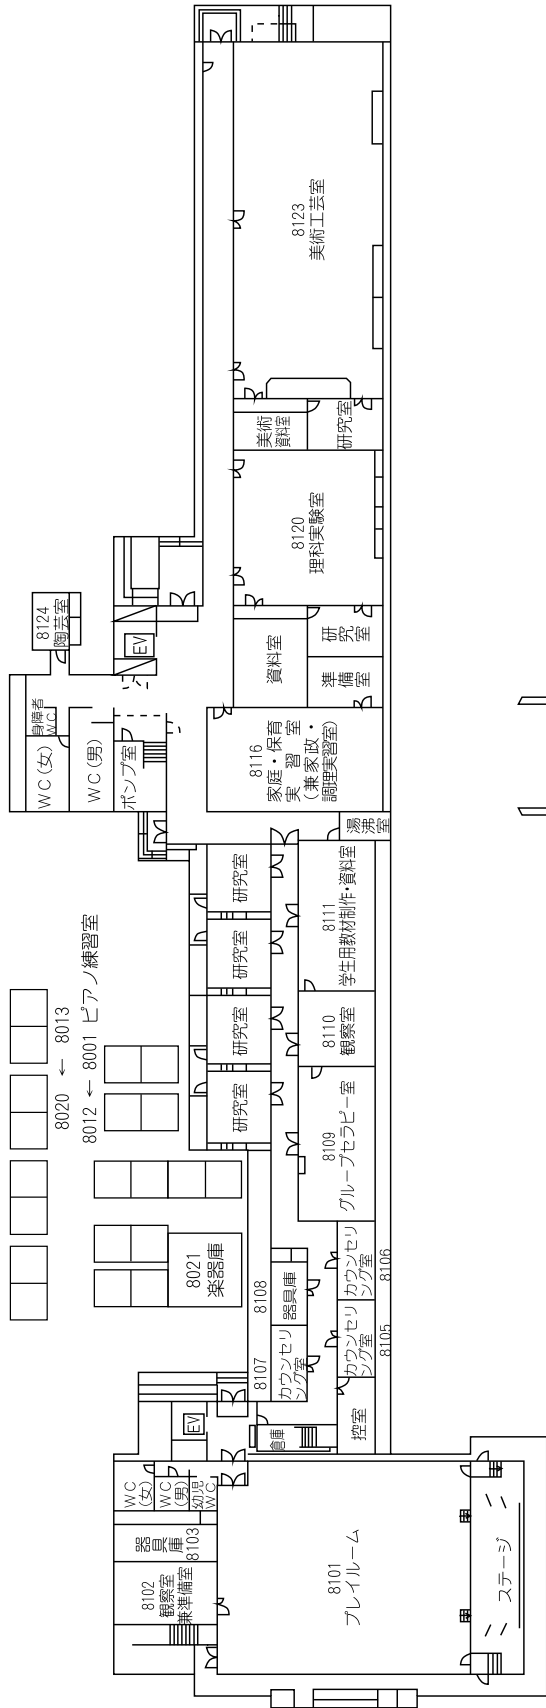 8123
美術工芸室
美術
資料室
研究室
8120
理科実験室
8124
陶芸室
EV
資料室
研究室
準備室
身障者
W.C
W.C(女)
W.C(男)
ポンプ室
8116
家庭・保育
実習室
(兼家政・
調理実習室)
湯沸室
8111
学生用教材制作・資料室
研究室
研究室
研究室
研究室
8110
観察室
8109
グループセラピー室
8020 ← 8013
8012 ← 8001 ピアノ練習室
8021
楽器庫
8108
器具庫
8107
カウンセリ
ング室
カウンセリ
ング室
8106
カウンセリ
ング室
8105
控室
倉庫
EV
W.C
(女)
W.C
(男)
幼児
W.C
器具庫
8103
8102
観察室
兼準備室
8101
プレイルーム
ステージ